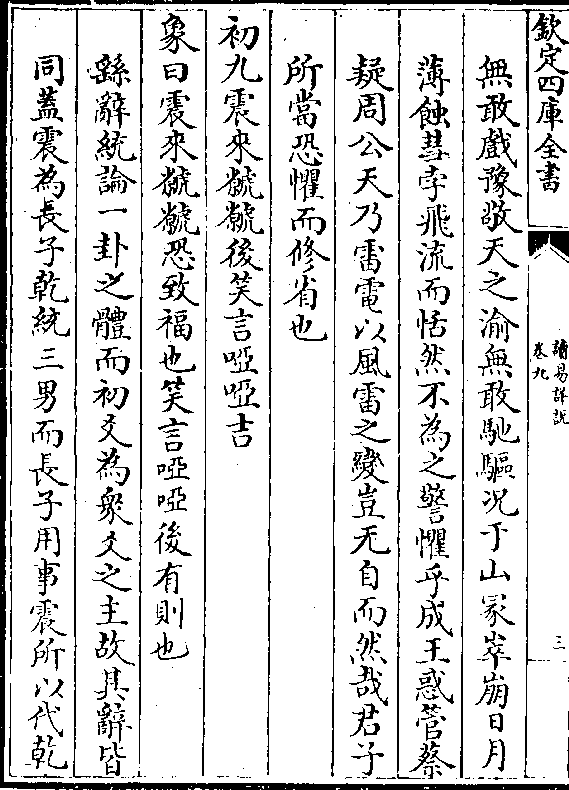 欽定四庫全書
讀易詳說
卷九
三
無敢戲豫敬天之渝無敢馳驅况于山冢崒崩日月
薄蝕彗孛飛流而恬然不為之警懼乎成王惑管蔡
疑周公天乃雷電以風雷之變豈无自而然哉君子
所當恐懼而修省也
初九震來虩虩後笑言啞啞吉
象曰震來虩虩恐致福也笑言啞啞後有則也
繇辭統論一卦之體而初爻為衆爻之主故其辭皆
同蓋震為長子乾統三男而長子用事震所以代乾